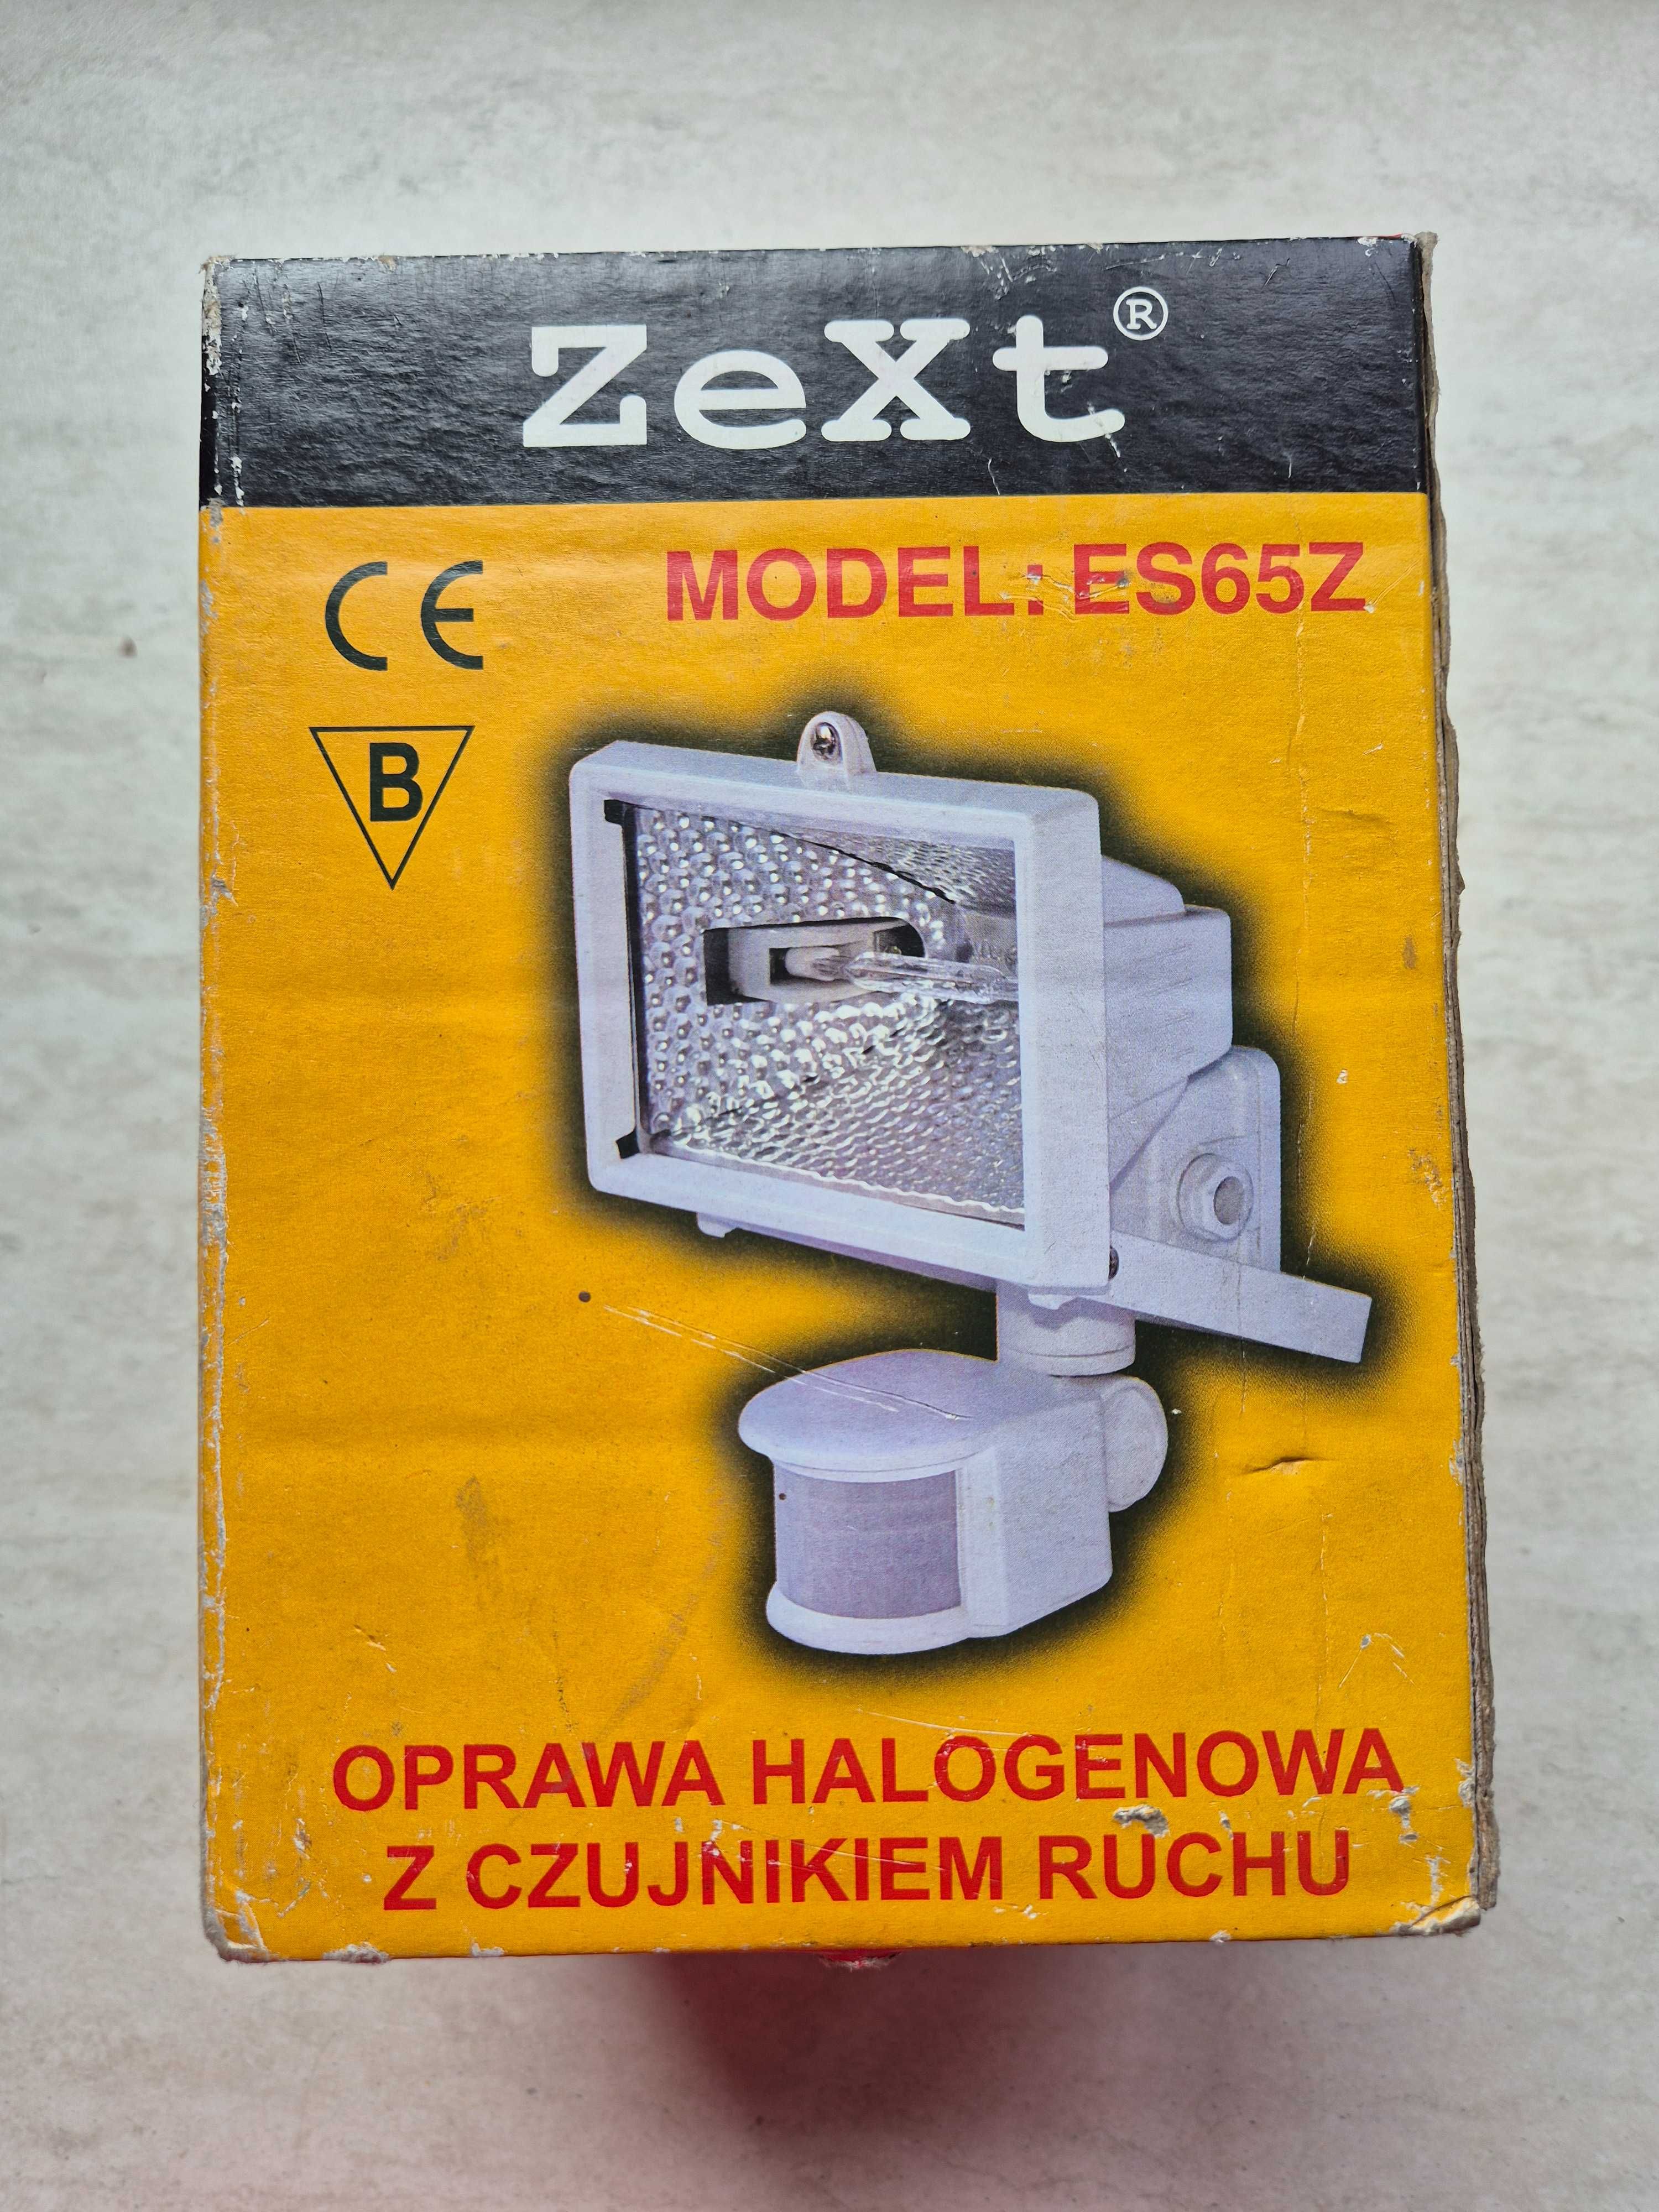 ZeXt®
CE
MODEL: ES65Z
B
OPRAWA HALOGENOWA
Z CZUJNIKIEM RUCHU